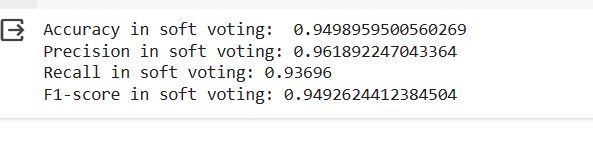 Accuracy in soft voting:  0.9498959500560269
Precision in soft voting: 0.961892247043364
Recall in soft voting: 0.93696
F1-score in soft voting: 0.9492624412384504